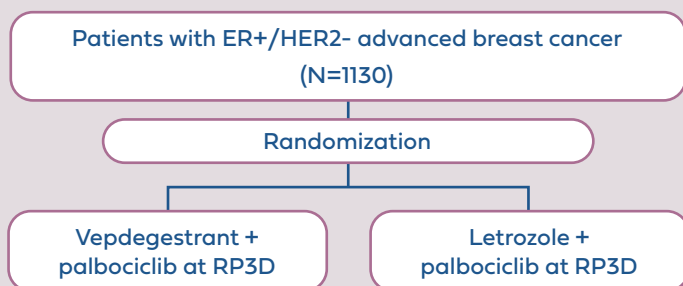 Patients with ER+/HER2- advanced breast cancer
(N=1130)
Randomization
Vepdegestrant +
palbociclib at RP3D
Letrozole +
palbociclib at RP3D